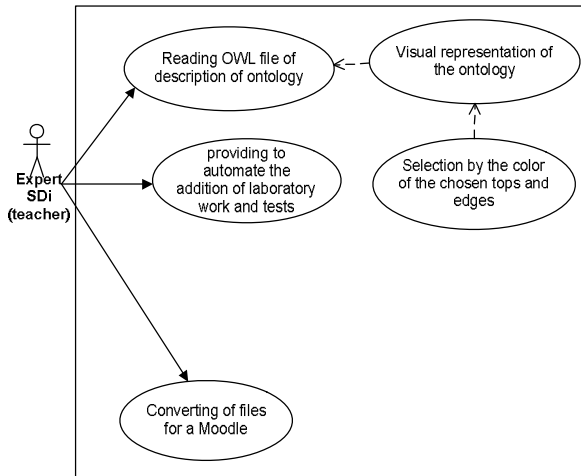 Reading OWL file of
description of ontology
Visual representation of
the ontology
Expert
SDi
(teacher)
providing to
automate the
addition of laboratory
work and tests
Selection by the color
of the chosen tops and
edges
Converting of files
for a Moodle